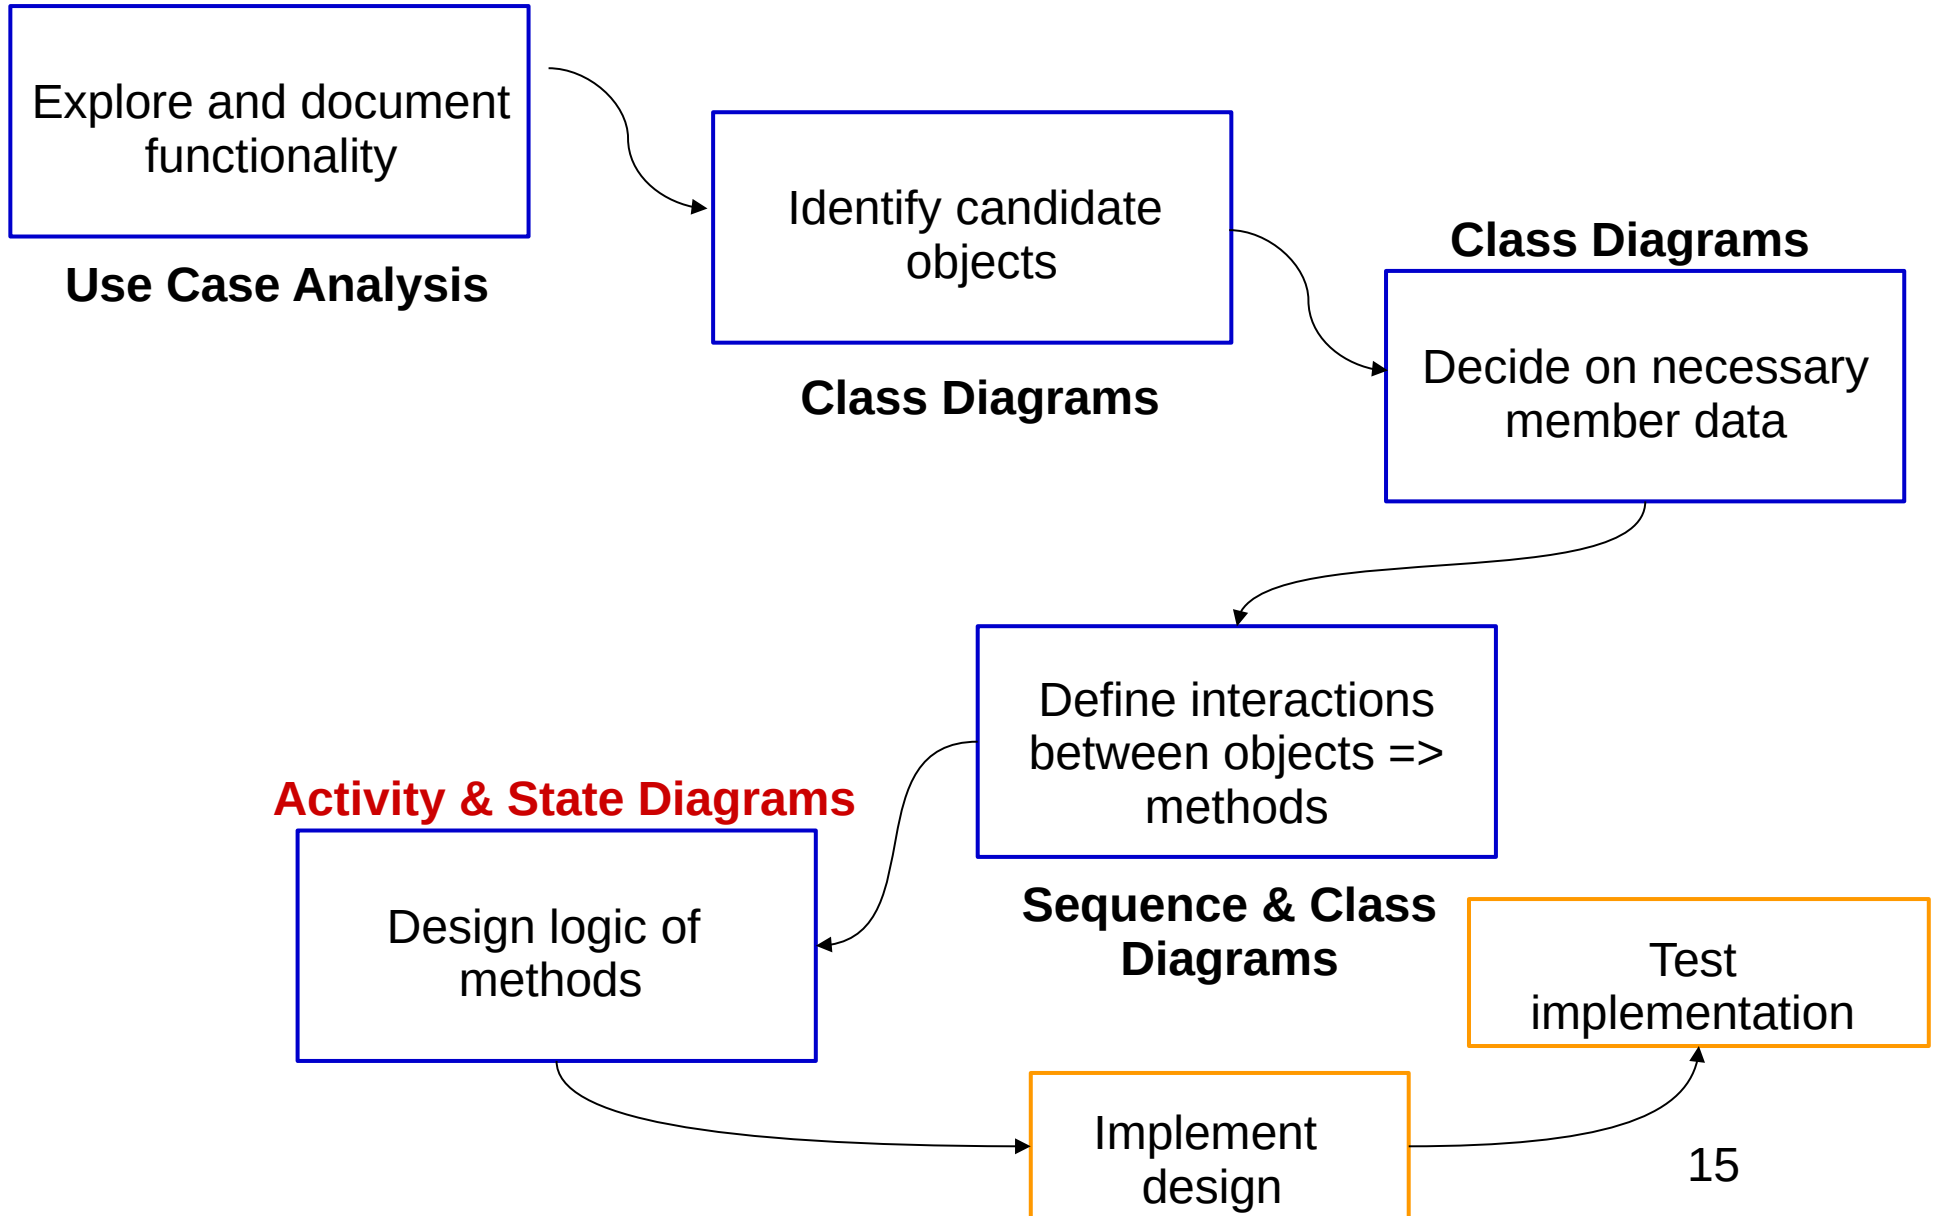 Explore and document
functionality
Use Case Analysis
Identify candidate
objects
Class Diagrams
Class Diagrams
Decide on necessary
member data
Define interactions
between objects =>
methods
Sequence & Class
Diagrams
Activity & State Diagrams
Design logic of
methods
Implement
design
Test
implementation
15